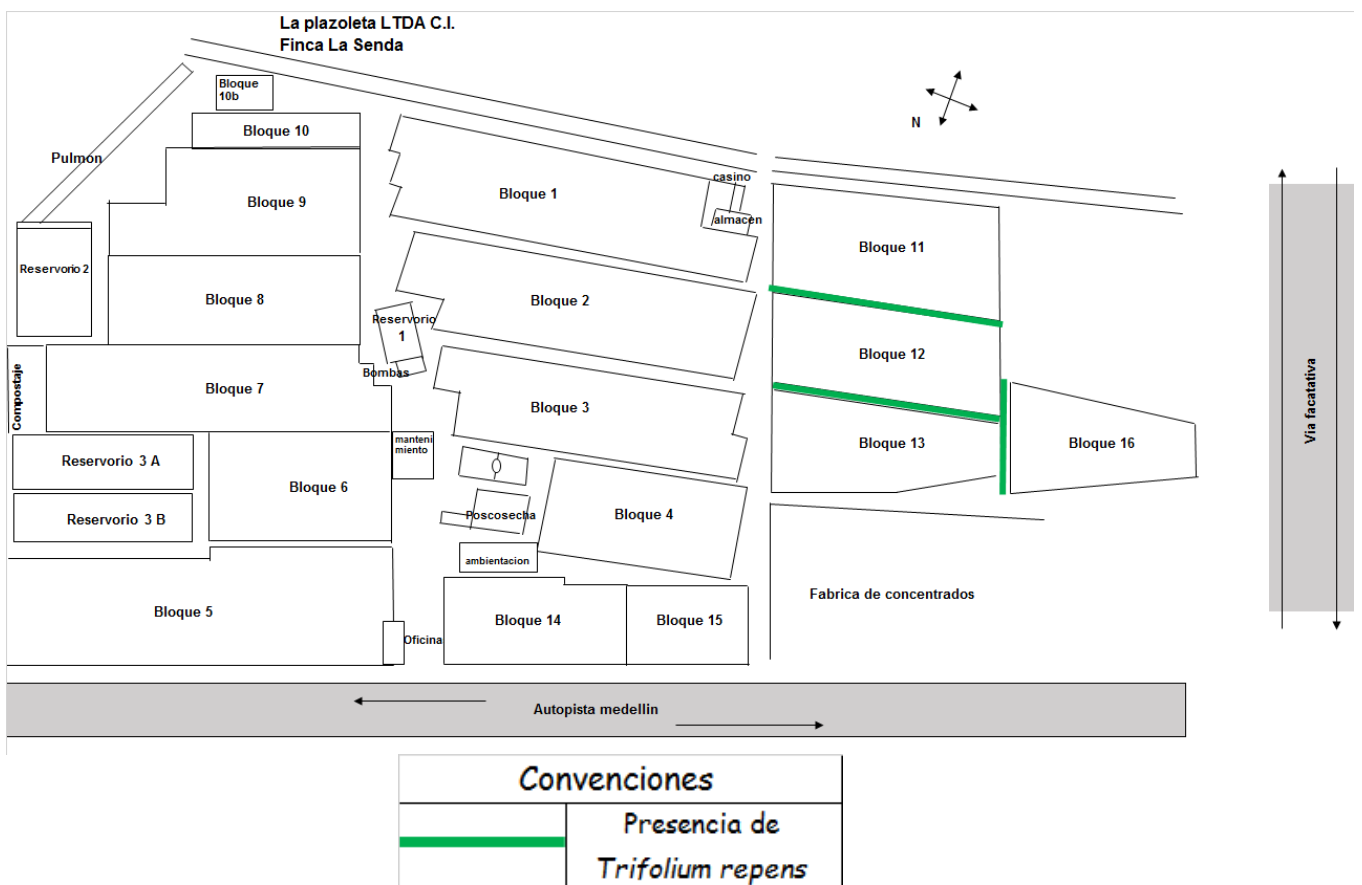 La plazoleta LTDA C.I.
Finca La Senda
Bloque
10b
Bloque 10
Pulmon
Bloque 9
Bloque 1
casino
almacen
N
Bloque 11
Reservorio 2
Bloque 8
Bloque 2
Reservorio
1
Bombas
Bloque 12
Compostaje
Bloque 7
Bloque 3
Bloque 13
Bloque 16
Via facatativa
manteni
miento
Reservorio 3 A
Bloque 6
Reservorio 3 B
Poscosecha
Bloque 4
ambientacion
Bloque 5
Oficina
Bloque 14
Bloque 15
Fabrica de concentrados
Autopista medellin
Convenciones
Presencia de
Trifolium repens